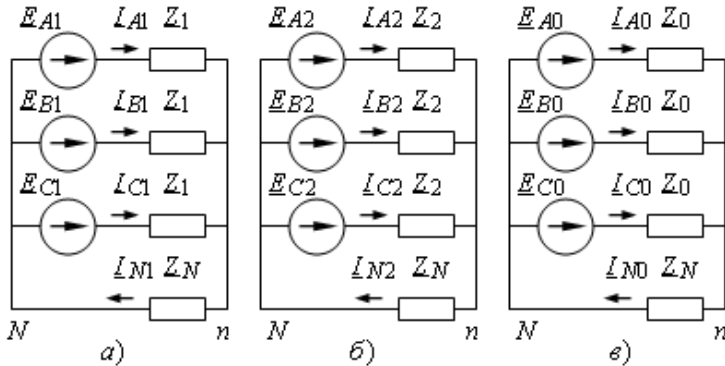 E_A1 I_A1 Z_1 E_A2 I_A2 Z_2 E_A0 I_A0 Z_0
E_B1 I_B1 Z_1 E_B2 I_B2 Z_2 E_B0 I_B0 Z_0
E_C1 I_C1 Z_1 E_C2 I_C2 Z_2 E_C0 I_C0 Z_0
I_N1 Z_N I_N2 Z_N I_N0 Z_N
N n N n N n
а) б) в)